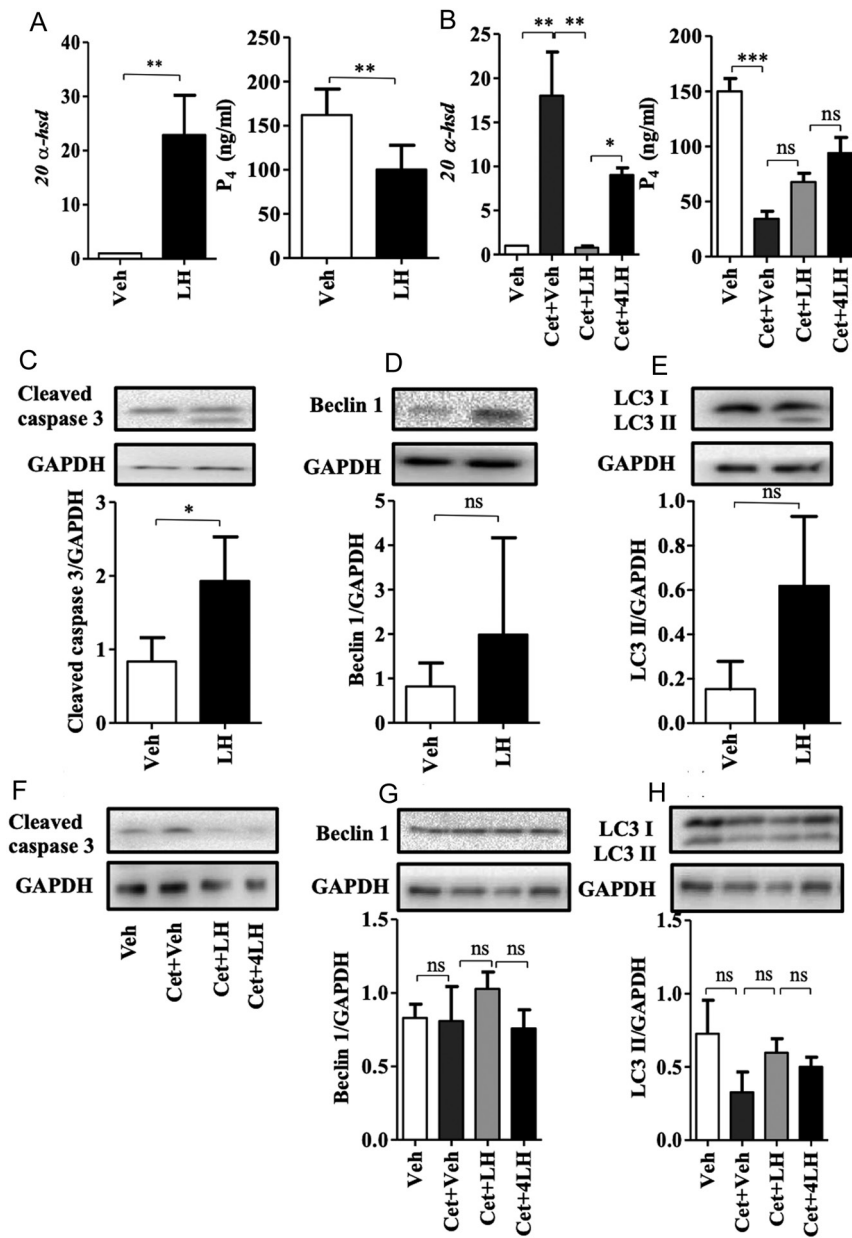 A
20 α-hsd
40
30
20
10
0
**
Veh
LH
P4 (ng/ml)
250
200
150
100
50
0
**
Veh
LH
B
20 α-hsd
25
20
15
10
5
0
**
**
*
Veh
Cet+Veh
Cet+LH
Cet+4LH
P4 (ng/ml)
200
150
100
50
0
***
ns
ns
Veh
Cet+Veh
Cet+LH
Cet+4LH
C
Cleaved
caspase 3
GAPDH
Cleaved caspase 3/GAPDH
3
2
1
0
*
Veh
LH
D
Beclin 1
GAPDH
Beclin 1/GAPDH
5
4
3
2
1
0
ns
Veh
LH
E
LC3 I
LC3 II
GAPDH
LC3 II/GAPDH
1.0
0.8
0.6
0.4
0.2
0.0
ns
Veh
LH
F
Cleaved
caspase 3
GAPDH
Veh
Cet+Veh
Cet+LH
Cet+4LH
G
Beclin 1
GAPDH
Beclin 1/GAPDH
1.5
1.0
0.5
0.0
ns
ns
ns
Veh
Cet+Veh
Cet+LH
Cet+4LH
H
LC3 I
LC3 II
GAPDH
LC3 II/GAPDH
1.5
1.0
0.5
0.0
ns
ns
ns
Veh
Cet+Veh
Cet+LH
Cet+4LH